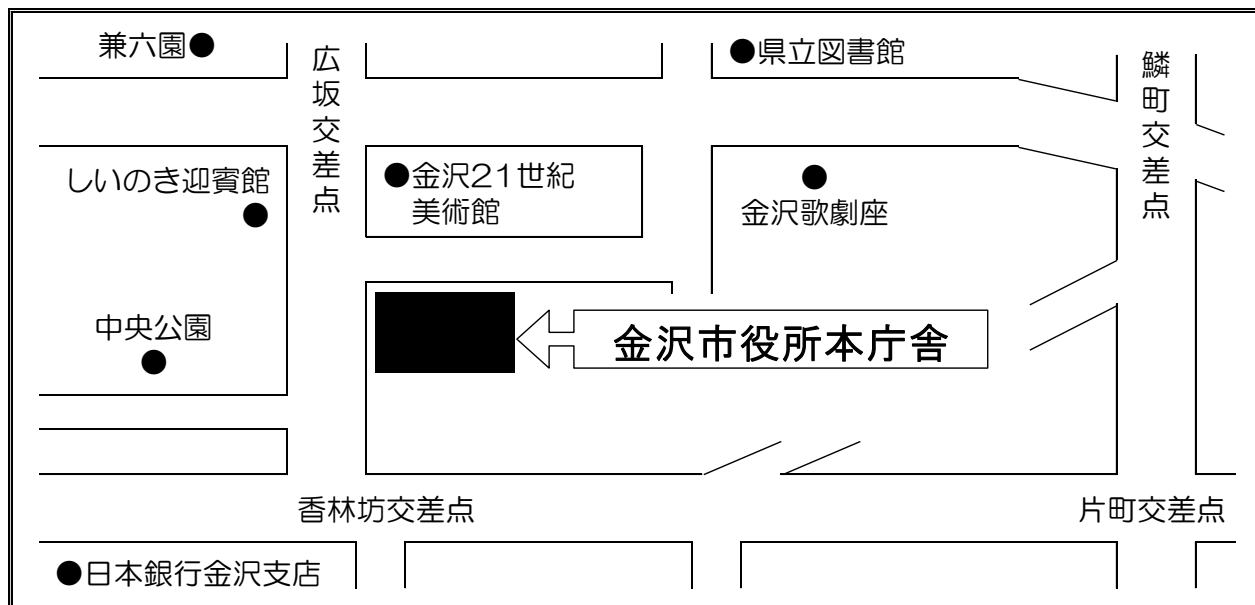 兼六園●
広坂交差点
●県立図書館
鱗町交差点
しいのき迎賓館
●金沢21世紀
美術館
金沢歌劇座
中央公園
金沢市役所本庁舎
香林坊交差点
片町交差点
●日本銀行金沢支店